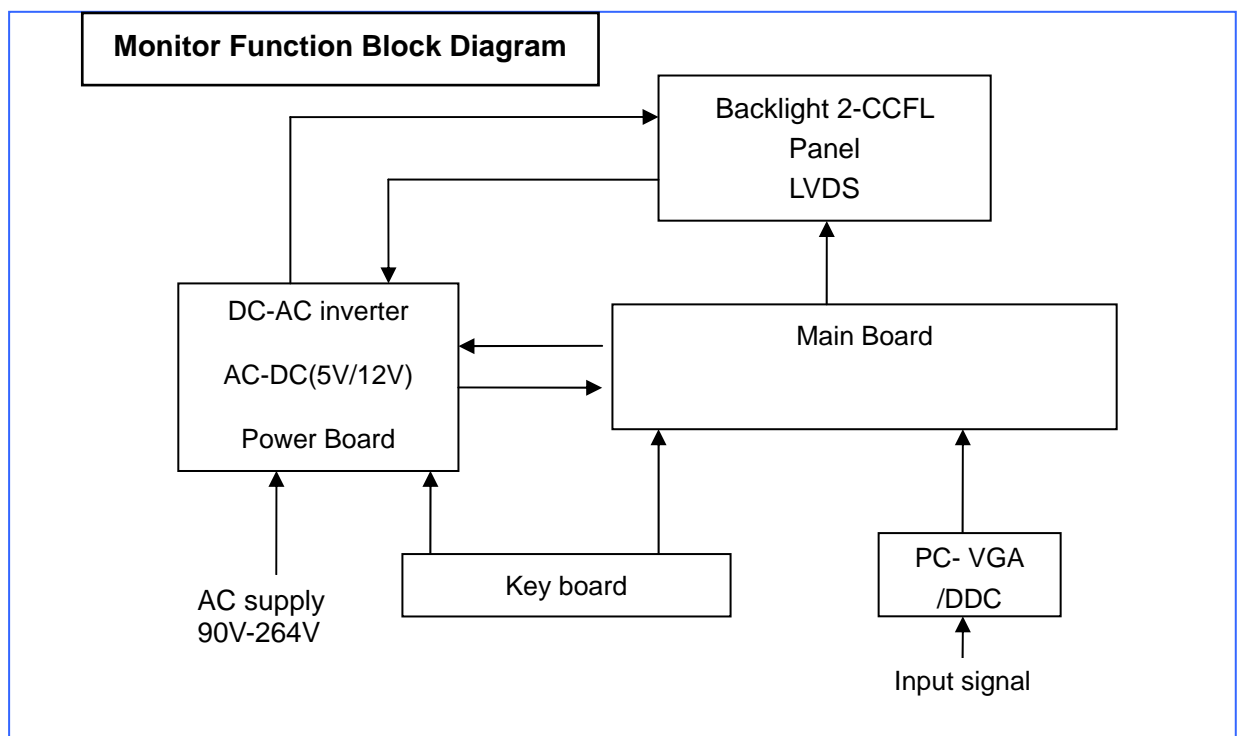 Monitor Function Block Diagram
Backlight 2-CCFL
Panel
LVDS
DC-AC inverter
AC-DC(5V/12V)
Power Board
Main Board
Key board
PC- VGA
/DDC
AC supply
90V-264V
Input signal